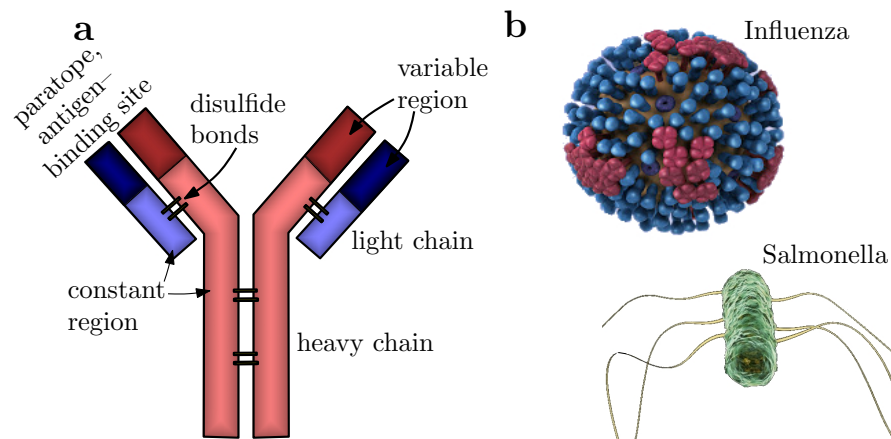 a
paratope,
antigen–
binding site
disulfide
bonds
variable
region
light chain
constant
region
heavy chain
b
Influenza
Salmonella